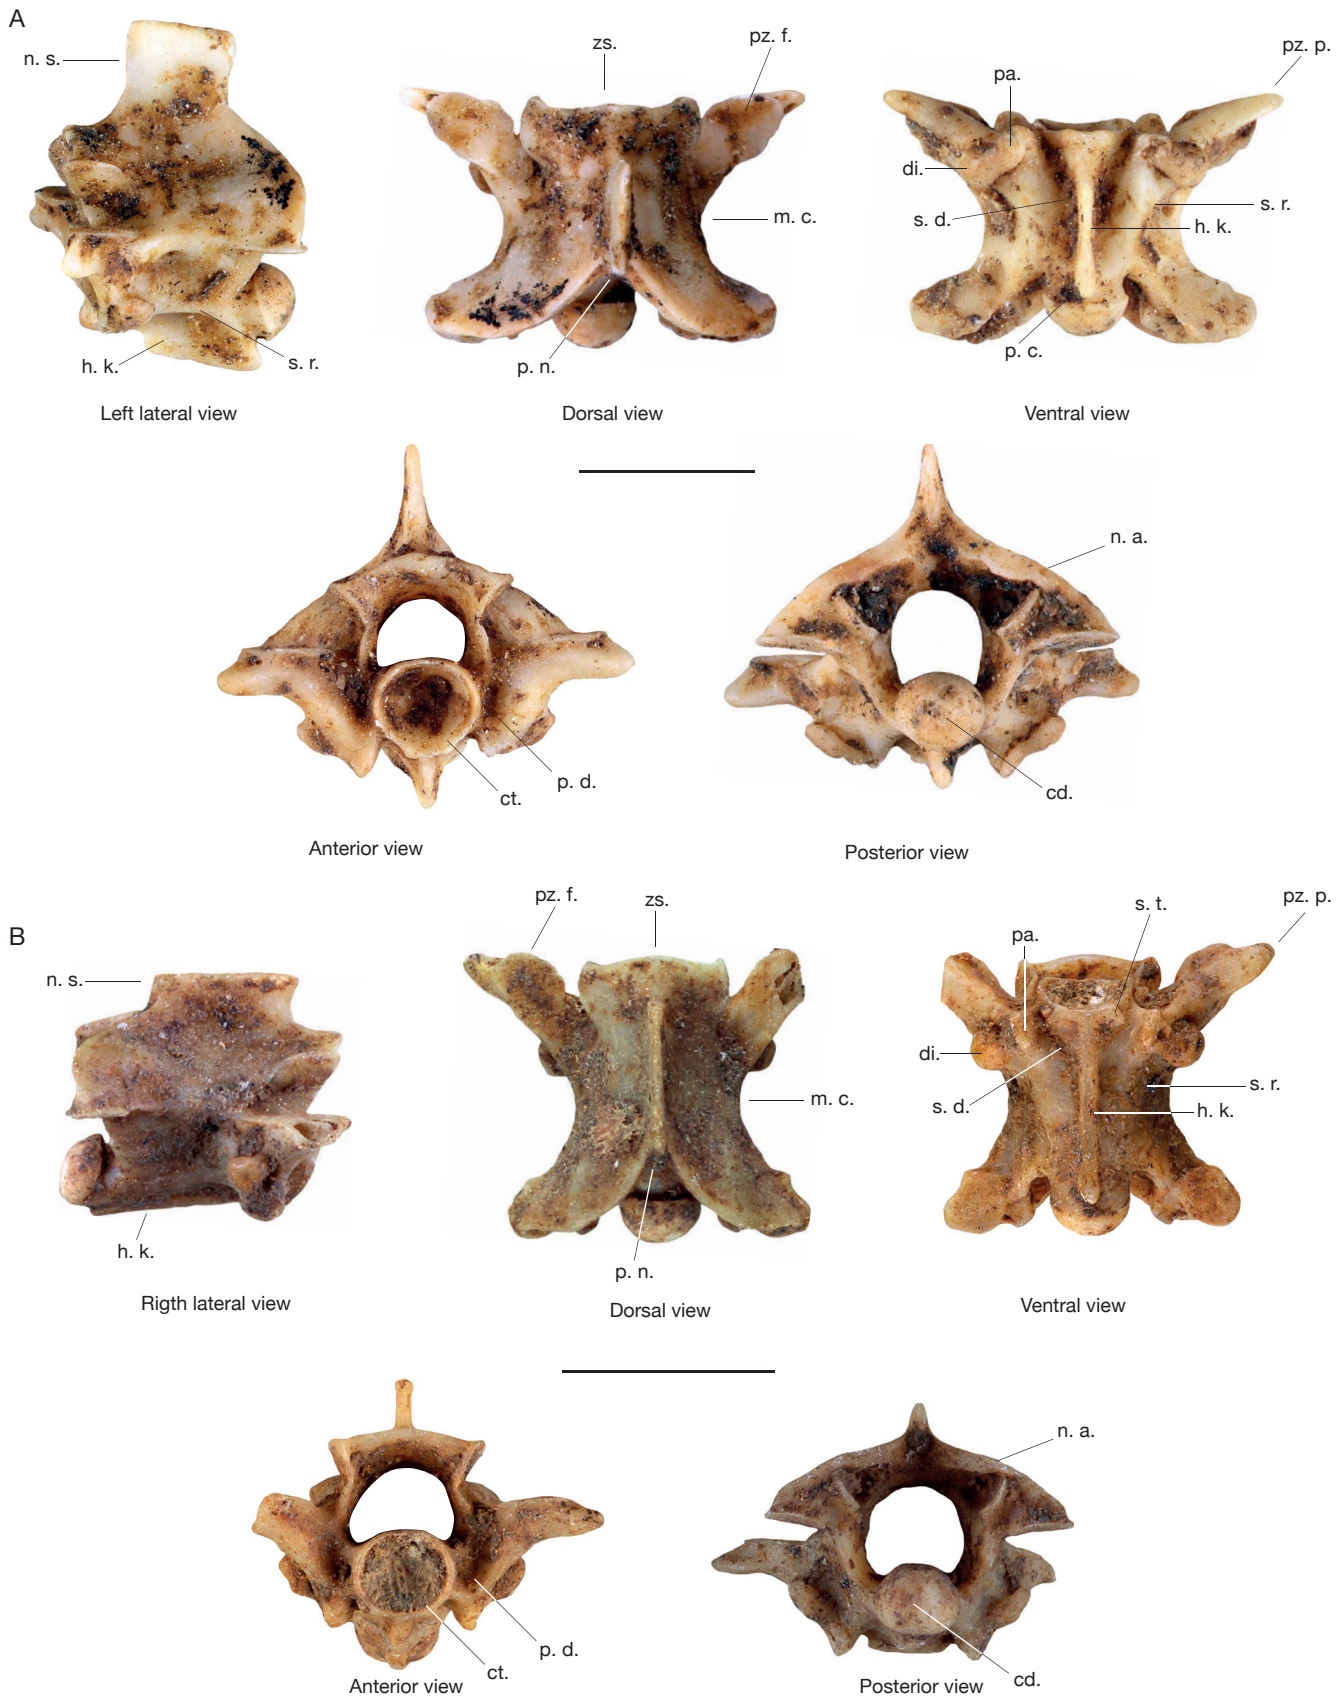 A
n. s.
h. k.
s. r.
Left lateral view
zs.
pz. f.
m. c.
p. n.
Dorsal view
pz. p.
pa.
di.
s. d.
s. r.
h. k.
p. c.
Ventral view
ct.
p. d.
Anterior view
n. a.
cd.
Posterior view
B
n. s.
h. k.
Rigth lateral view
pz. f.
zs.
m. c.
p. n.
Dorsal view
pz. p.
s. t.
pa.
di.
s. d.
s. r.
h. k.
Ventral view
p. d.
ct.
Anterior view
n. a.
cd.
Posterior view